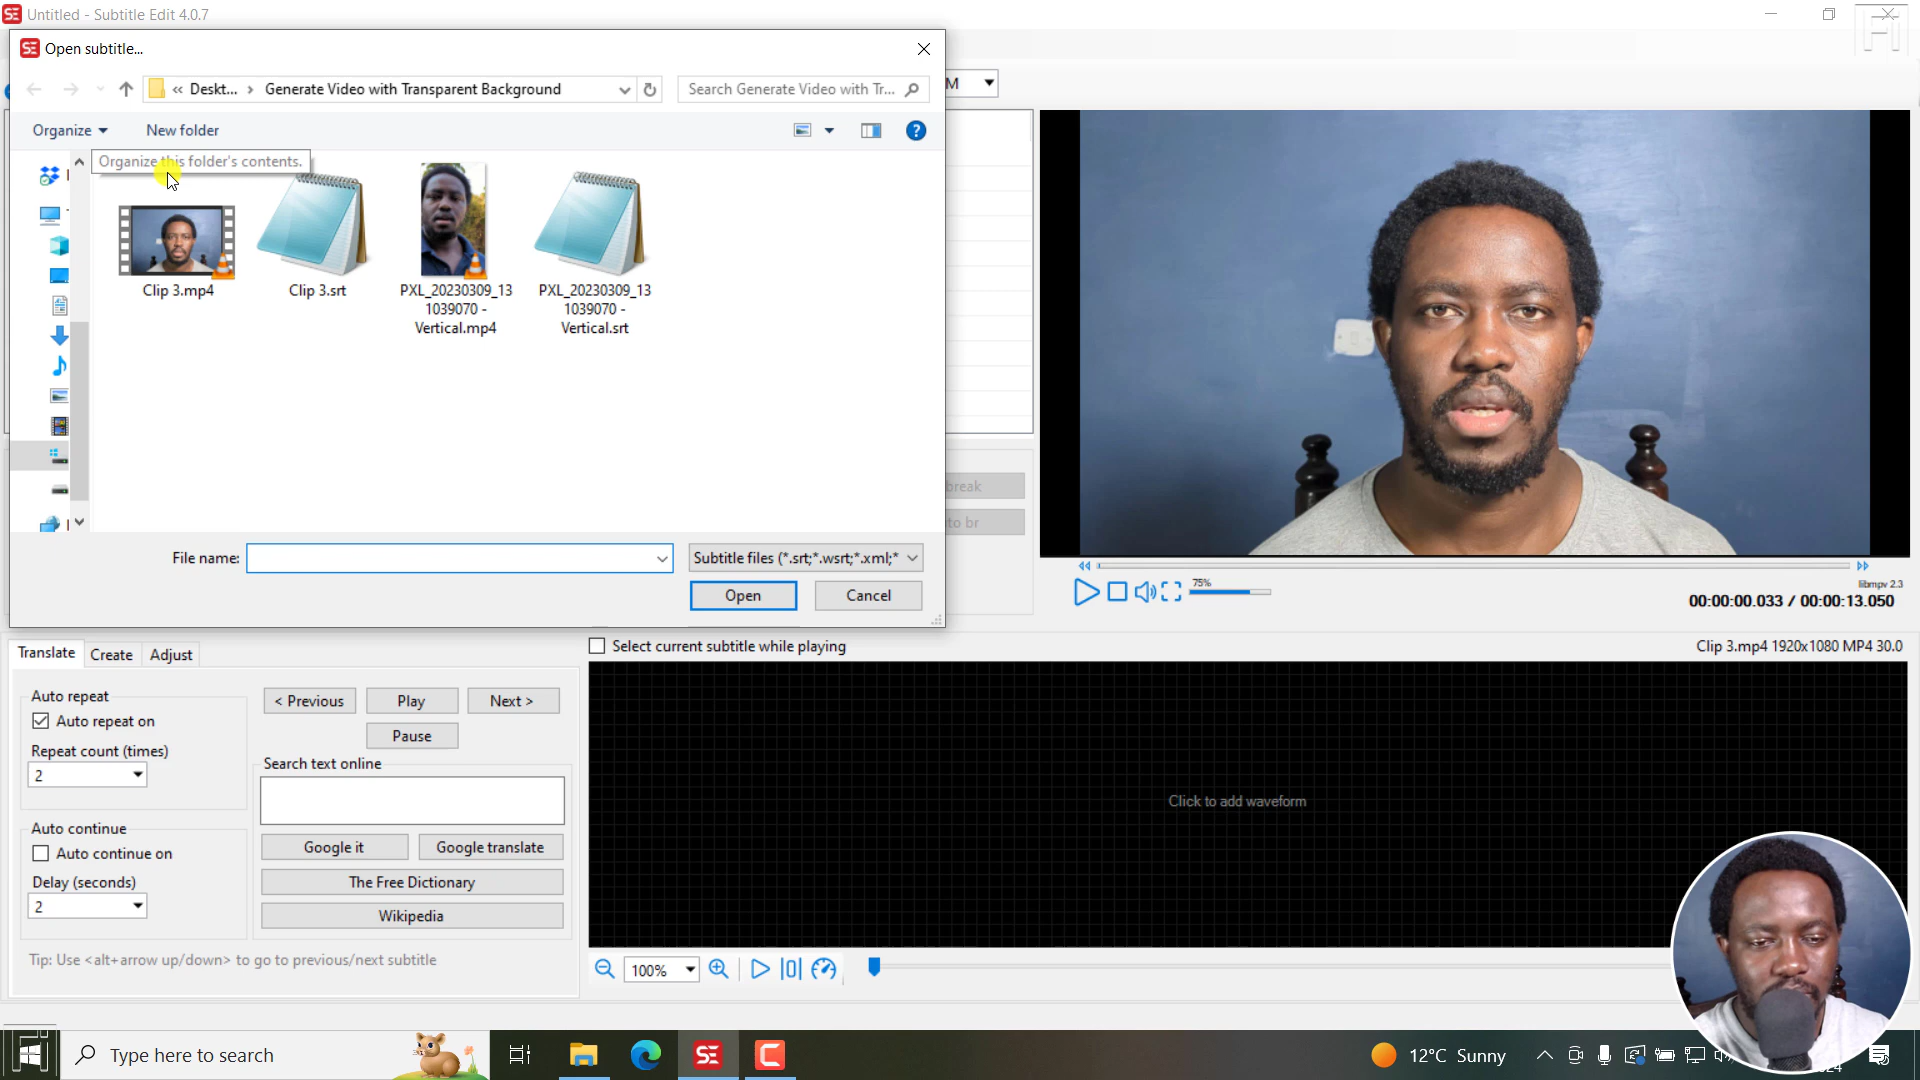 Untitled - Subtitle Edit 4.0.7
Open subtitle...
« Deskt... > Generate Video with Transparent Background
Search Generate Video with Tr...
M
Organize
New folder
Organize this folder's contents.
Clip 3.mp4
Clip 3.srt
PXL_20230309_13
1039070 -
Vertical.mp4
PXL_20230309_13
1039070 -
Vertical.srt
break
to br
File name:
Subtitle files (*.srt;*.wsrt;*.xml;*
Open
Cancel
75%
libmpv 2.3
00:00:00.033 / 00:00:13.050
Translate
Create
Adjust
Select current subtitle while playing
Clip 3.mp4 1920x1080 MP4 30.0
Auto repeat
Auto repeat on
Repeat count (times)
2
< Previous
Play
Next >
Pause
Search text online
Click to add waveform
Auto continue
Auto continue on
Delay (seconds)
2
Google it
Google translate
The Free Dictionary
Wikipedia
Tip: Use <alt+arrow up/down> to go to previous/next subtitle
100%
Type here to search
12°C Sunny